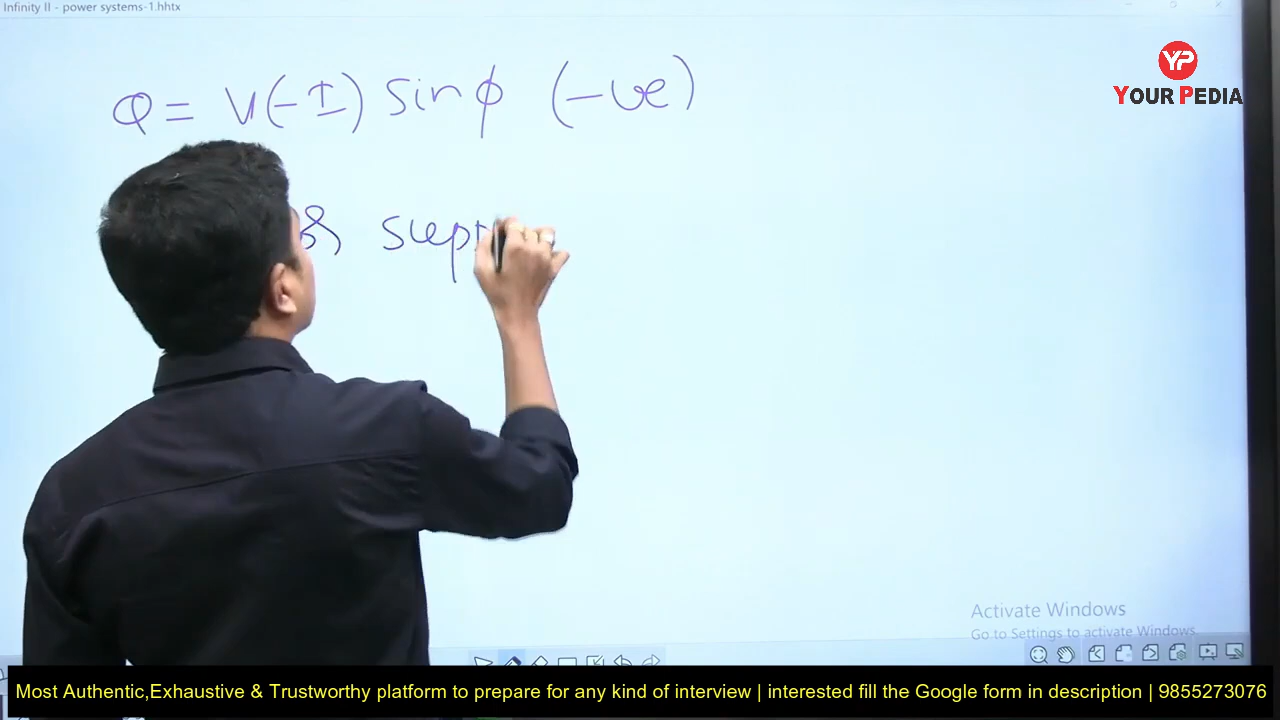 Infinity II - power systems-1.hhtx
YP
YOUR PEDIA
Q = V(-I) sinϕ (-ve)
Activate Windows
Go to Settings to activate Windows.
Most Authentic,Exhaustive & Trustworthy platform to prepare for any kind of interview | interested fill the Google form in description | 9855273076